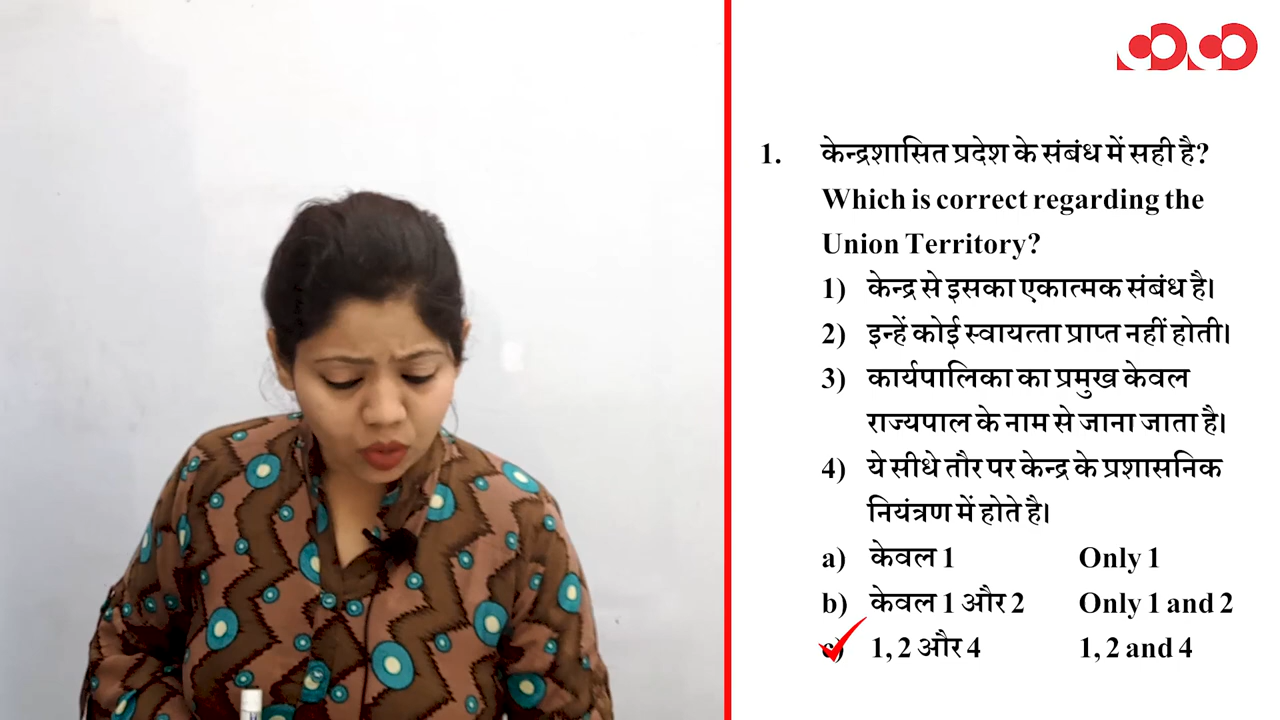 1. केन्द्रशासित प्रदेश के संबंध में सही है?
Which is correct regarding the
Union Territory?
1) केन्द्र से इसका एकात्मक संबंध है।
2) इन्हें कोई स्वायत्ता प्राप्त नहीं होती।
3) कार्यपालिका का प्रमुख केवल
राज्यपाल के नाम से जाना जाता है।
4) ये सीधे तौर पर केन्द्र के प्रशासनिक
नियंत्रण में होते है।
a) केवल 1 Only 1
b) केवल 1 और 2 Only 1 and 2
c) 1, 2 और 4 1, 2 and 4